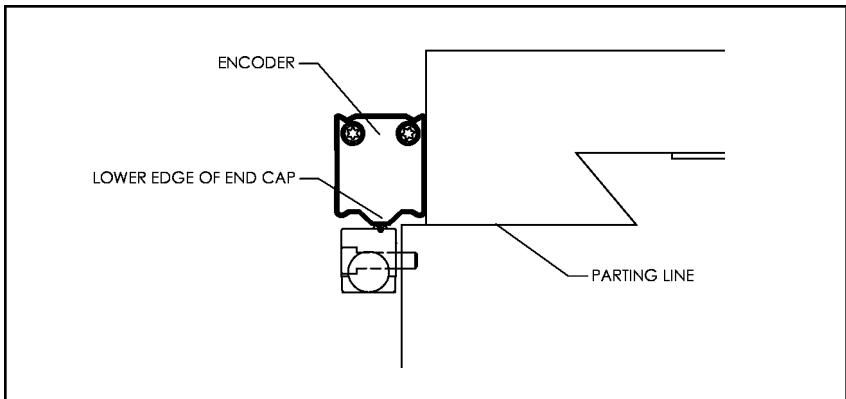 ENCODER
LOWER EDGE OF END CAP
PARTING LINE